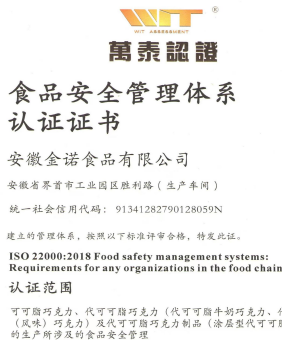 WIT
WIT ASSESSMENT
®
萬泰認證
食品安全管理体系
认证证书
安徽金诺食品有限公司
安徽省界首市工业园区胜利路（生产车间）
统一社会信用代码：91341282790128059N
建立的管理体系，按照以下标准评审合格，特发此证。
ISO 22000:2018 Food safety management systems:
Requirements for any organizations in the food chain
认证范围
可可脂巧克力、代可可脂巧克力（代可可脂牛奶巧克力、
（风味）巧克力）及代可可脂巧克力制品（涂层型代可可
的生产所涉及的食品安全管理